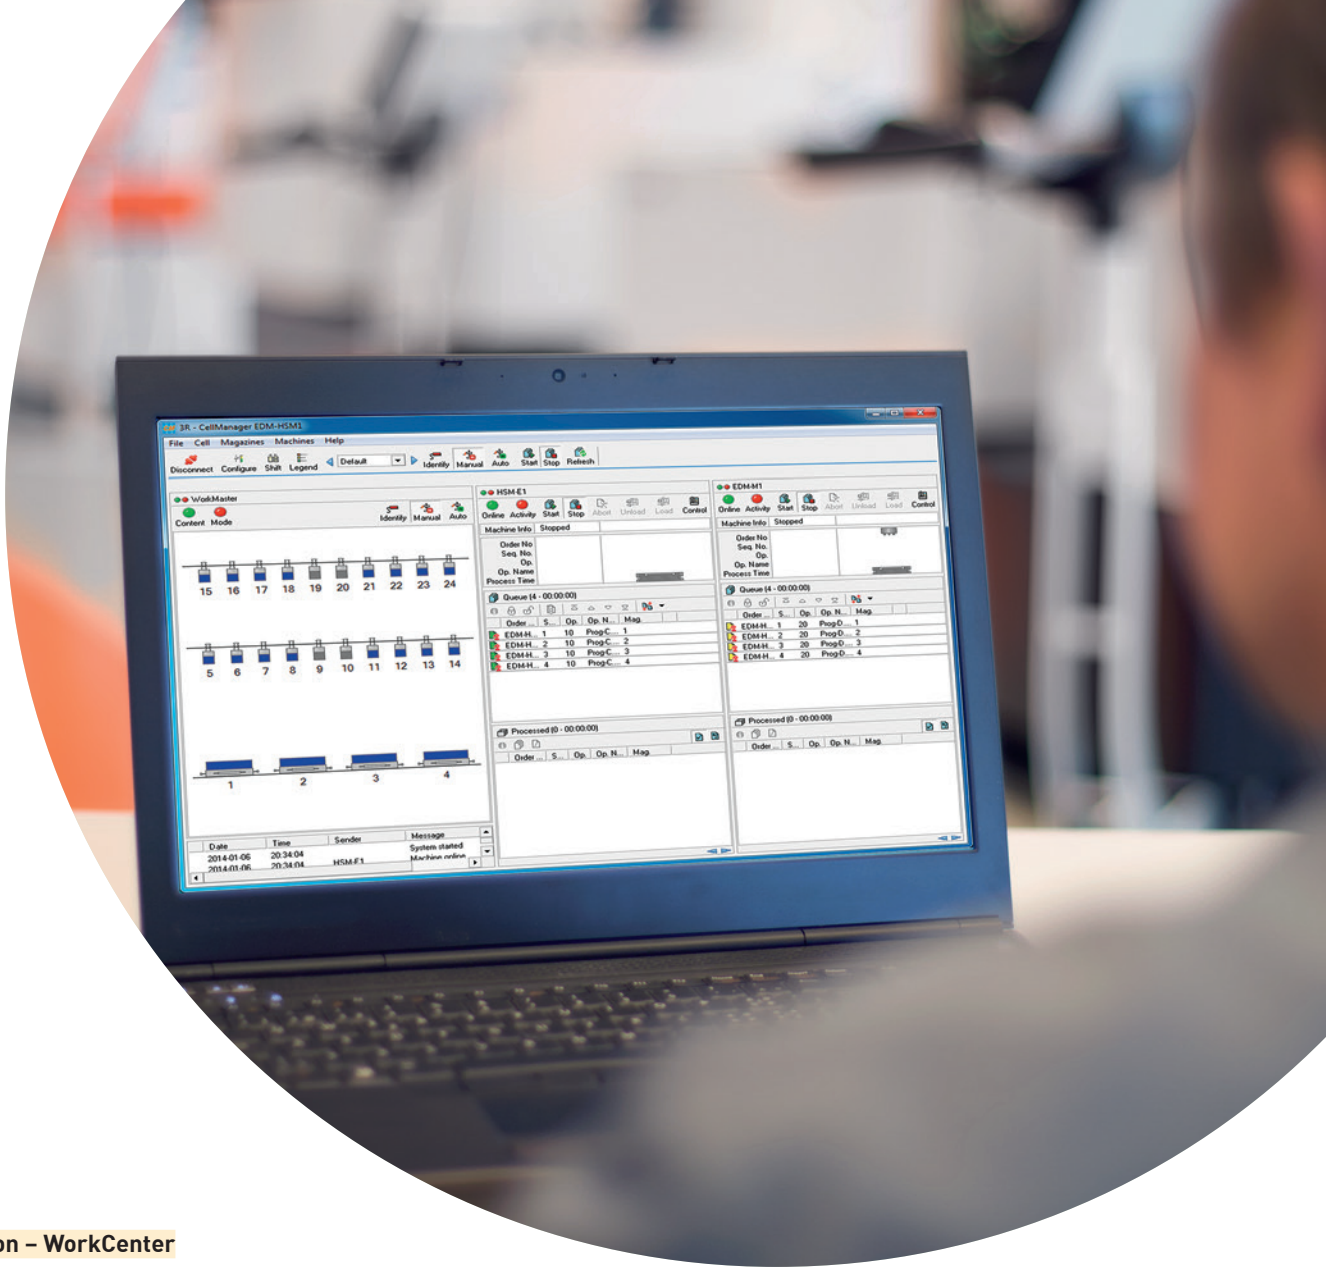 3R - CellManager EDM-HSM1
File Cell Magazines Machines Help
Disconnect Configure Shift Legend Default Identify Manual Auto Start Stop Refresh
WorkMaster
Content Mode Identify Manual Auto
15 16 17 18 19 20 21 22 23 24
5 6 7 8 9 10 11 12 13 14
1 2 3 4
Date Time Sender Message
2014-01-06 20:34:04 System started
2014-01-06 20:34:04 HSM-E1 Machine online
HSM-E1
Online Activity Start Stop Abort Unload Load Control
Machine Info Stopped
Order No
Seq. No.
Op.
Op. Name
Process Time
Queue (4 - 00:00:00)
Order ... S... Op. Op. N... Mag.
EDM-H... 1 10 Prog-C... 1
EDM-H... 2 10 Prog-C... 2
EDM-H... 3 10 Prog-C... 3
EDM-H... 4 10 Prog-C... 4
Processed (0 - 00:00:00)
Order ... S... Op. Op. N... Mag.
EDM-M1
Online Activity Start Stop Abort Unload Load Control
Machine Info Stopped
Order No
Seq. No.
Op.
Op. Name
Process Time
Queue (4 - 00:00:00)
Order ... S... Op. Op. N... Mag.
EDM-H... 1 20 Prog-D... 1
EDM-H... 2 20 Prog-D... 2
EDM-H... 3 20 Prog-D... 3
EDM-H... 4 20 Prog-D... 4
Processed (0 - 00:00:00)
Order ... S... Op. Op. N... Mag.
on – WorkCenter